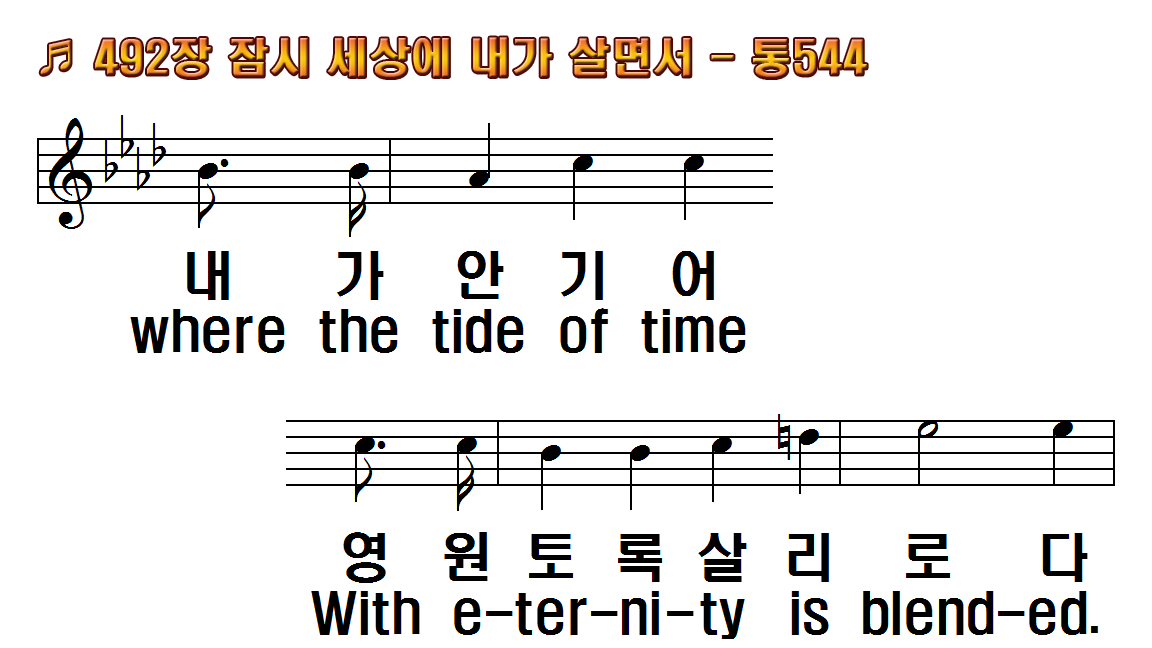 ♬ 492장 잠시 세상에 내가 살면서 - 통544
내 가 안 기 어
where the tide of time
영 원 토 록 살 리 로 다
With e-ter-ni-ty is blend-ed.